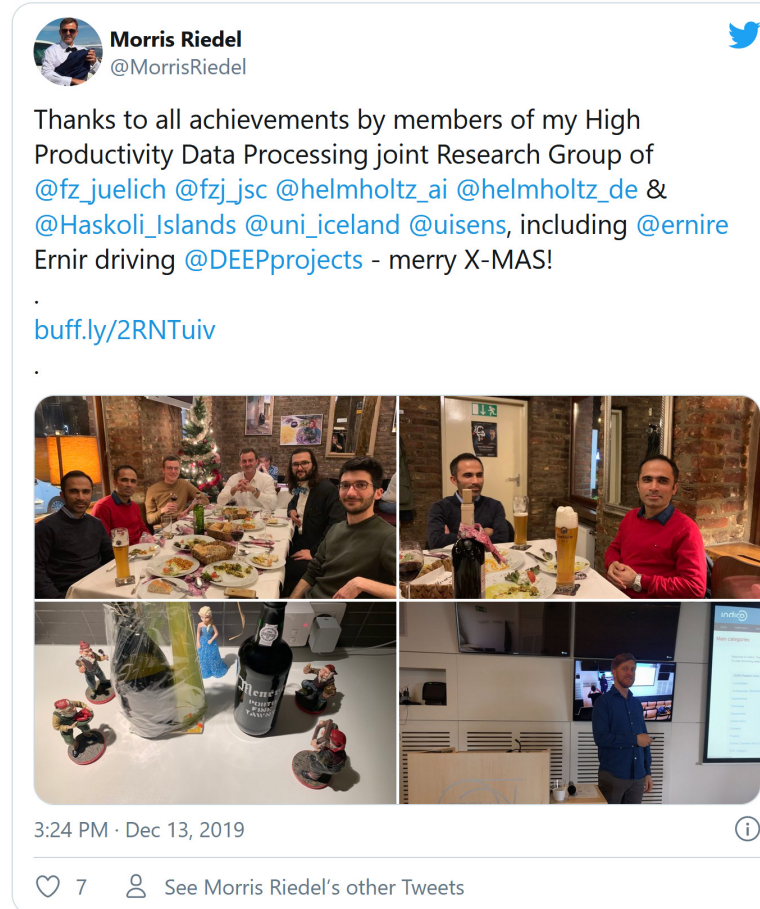 Morris Riedel
@MorrisRiedel
Thanks to all achievements by members of my High
Productivity Data Processing joint Research Group of
@fz_juelich @fzj_jsc @helmholtz_ai @helmholtz_de &
@Haskoli_Islands @uni_iceland @uisens, including @ernire
Ernir driving @DEEPprojects - merry X-MAS!
.
buff.ly/2RNTuiv
.
PORTO
FINE
TAWNY
indico
Main categories
3:24 PM · Dec 13, 2019
7
See Morris Riedel's other Tweets